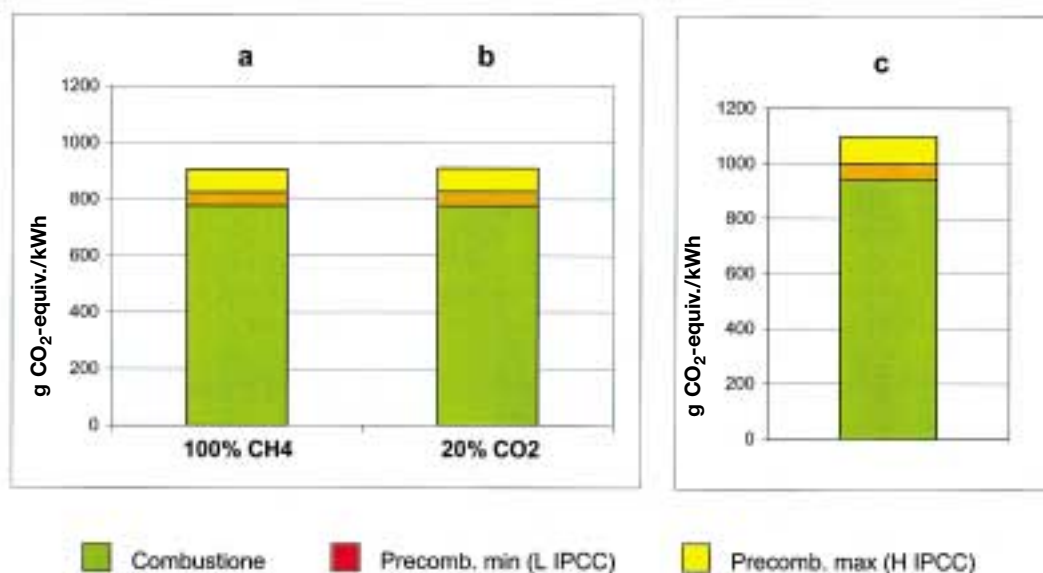 a
b
1200
1000
800
600
400
200
0
g CO2-equiv./kWh
100% CH4
20% CO2
c
1200
1000
800
600
400
200
0
g CO2-equiv./kWh
Combustione
Precomb. min (L IPCC)
Precomb. max (H IPCC)